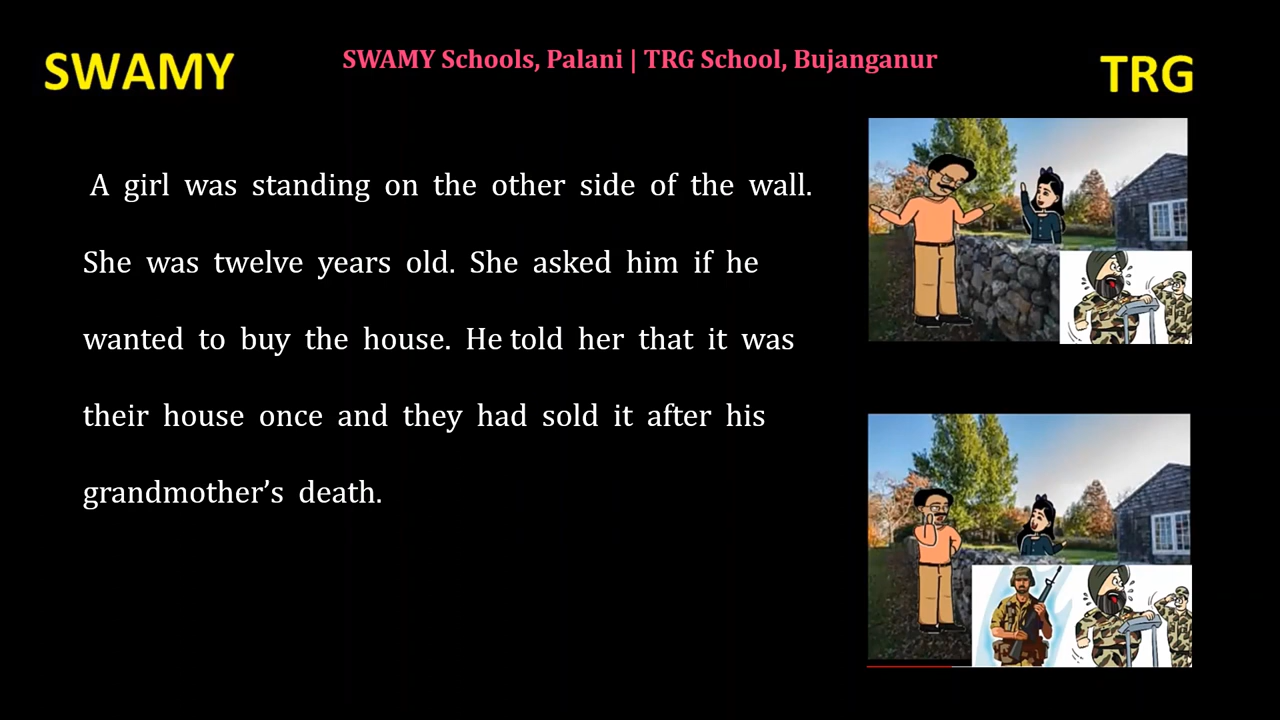 SWAMY
SWAMY Schools, Palani | TRG School, Bujanganur
TRG
A girl was standing on the other side of the wall.
She was twelve years old. She asked him if he
wanted to buy the house. He told her that it was
their house once and they had sold it after his
grandmother’s death.